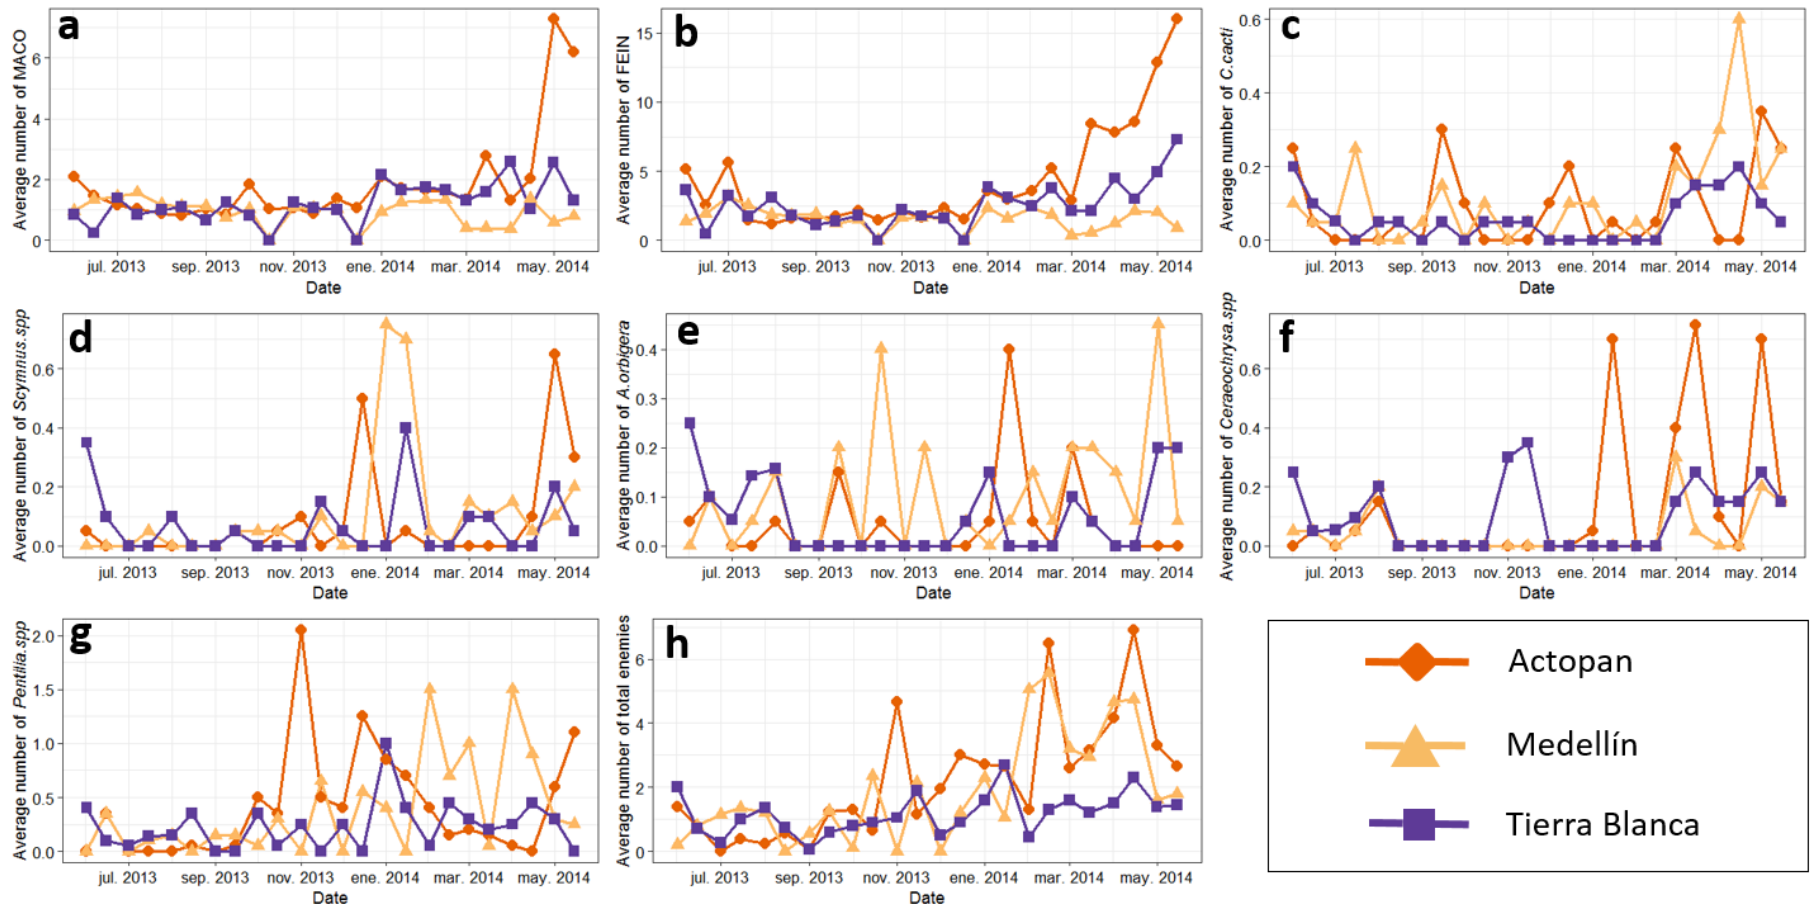 a
Average number of MACO
6
4
2
0
jul. 2013 sep. 2013 nov. 2013 ene. 2014 mar. 2014 may. 2014
Date
b
Average number of FEIN
15
10
5
0
jul. 2013 sep. 2013 nov. 2013 ene. 2014 mar. 2014 may. 2014
Date
c
Average number of C.cacti
0.6
0.4
0.2
0.0
jul. 2013 sep. 2013 nov. 2013 ene. 2014 mar. 2014 may. 2014
Date
d
Average number of Scymnus.spp
0.6
0.4
0.2
0.0
jul. 2013 sep. 2013 nov. 2013 ene. 2014 mar. 2014 may. 2014
Date
e
Average number of A.orbigera
0.4
0.3
0.2
0.1
0.0
jul. 2013 sep. 2013 nov. 2013 ene. 2014 mar. 2014 may. 2014
Date
f
Average number of Ceraeochrysa.spp
0.6
0.4
0.2
0.0
jul. 2013 sep. 2013 nov. 2013 ene. 2014 mar. 2014 may. 2014
Date
g
Average number of Pentilia.spp
2.0
1.5
1.0
0.5
0.0
jul. 2013 sep. 2013 nov. 2013 ene. 2014 mar. 2014 may. 2014
Date
h
Average number of total enemies
6
4
2
0
jul. 2013 sep. 2013 nov. 2013 ene. 2014 mar. 2014 may. 2014
Date
Actopan
Medellín
Tierra Blanca